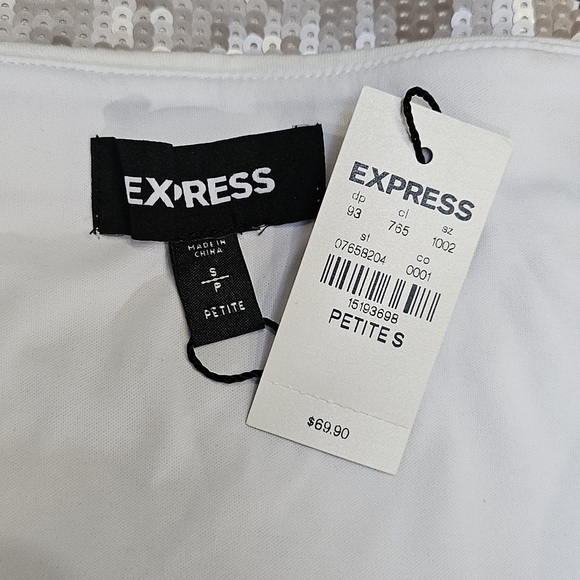 EXPRESS
MADE IN
CHINA
S
P
PETITE
EXPRESS
dp cl sz
93 765 1002
st co
07658204 0001
15193698
PETITE S
$69.90